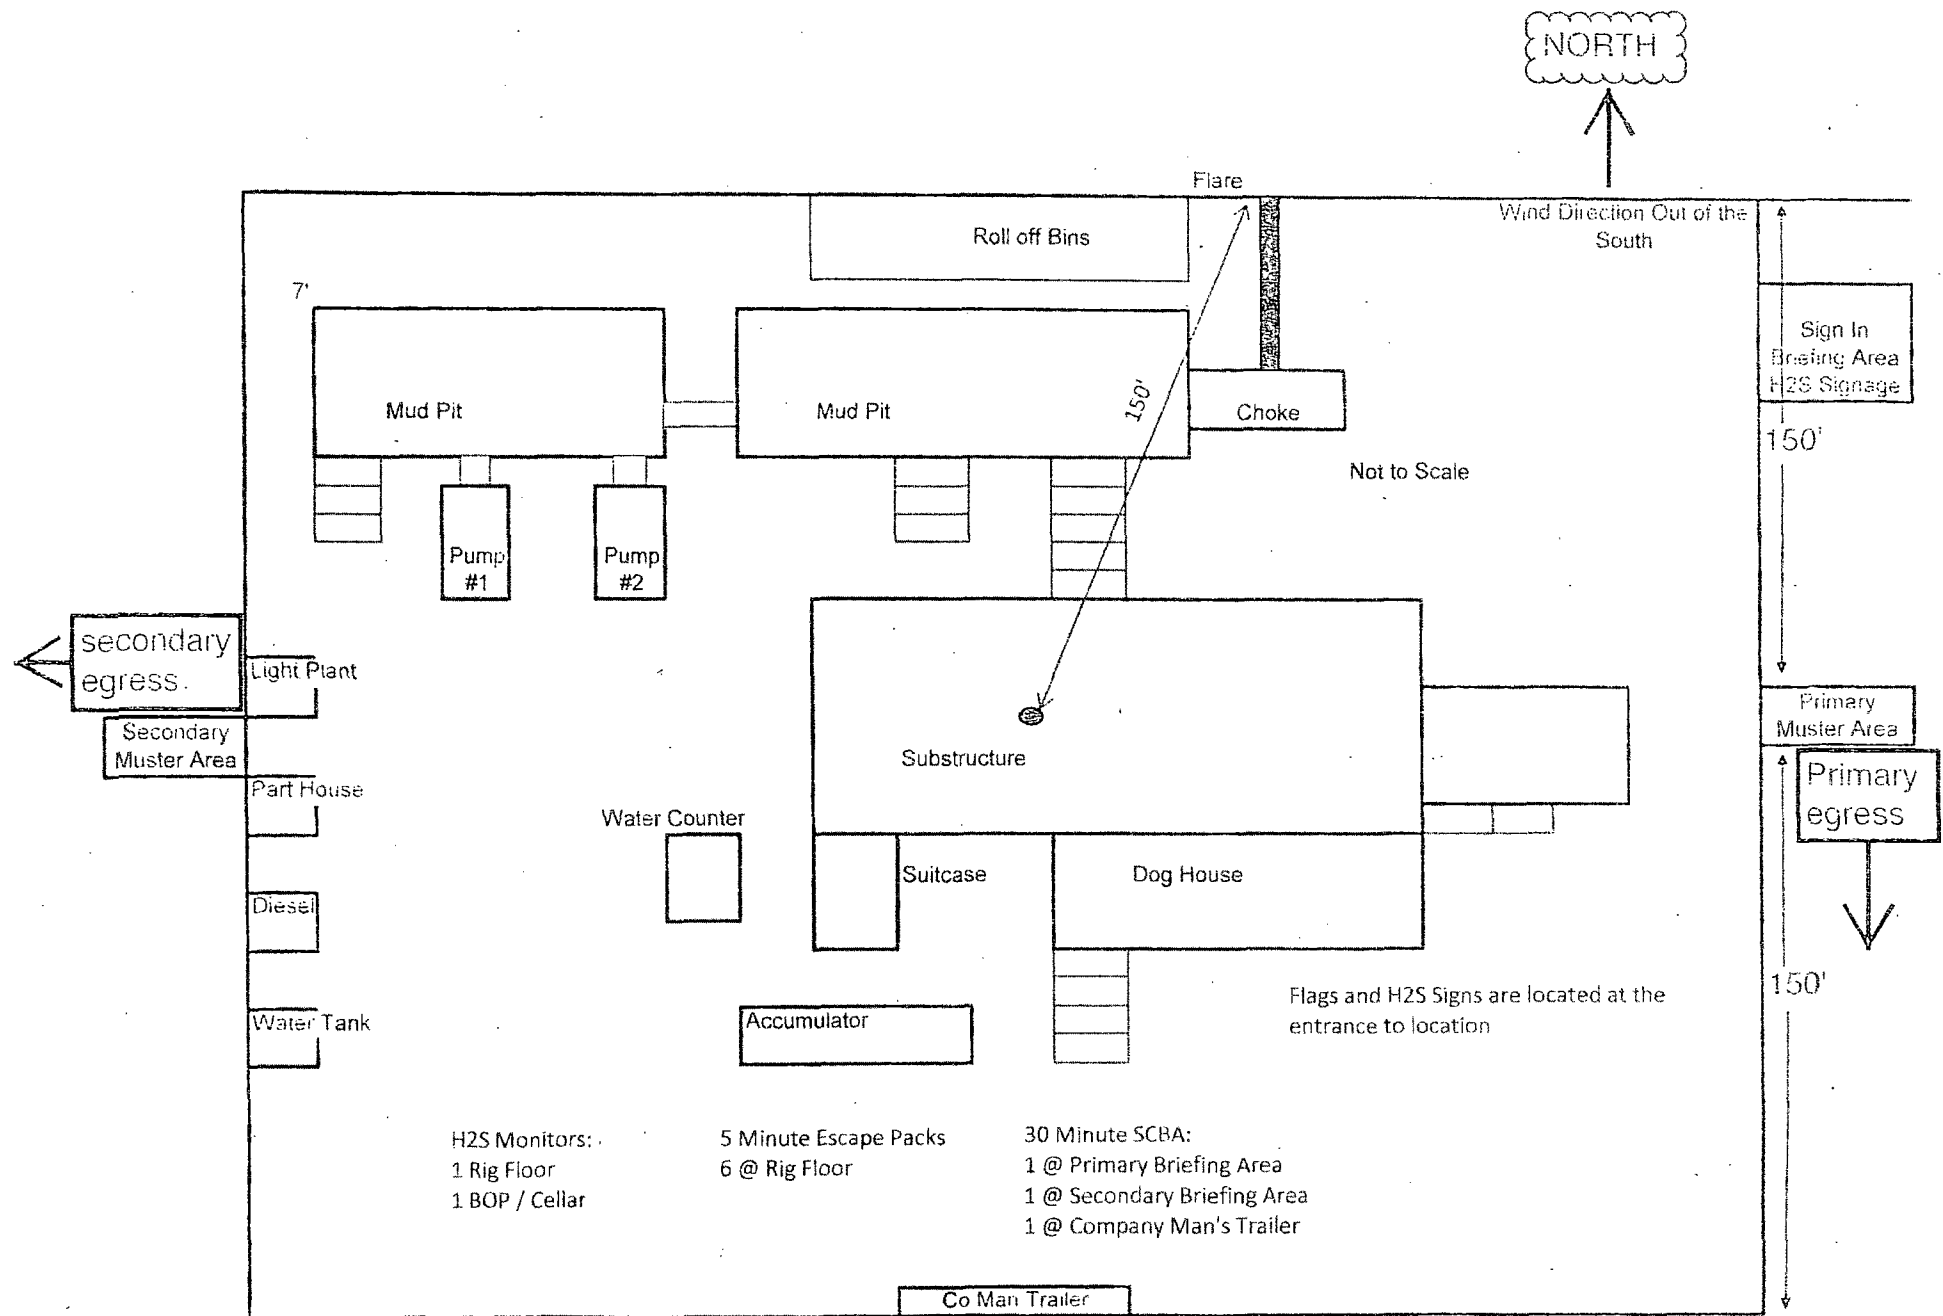 NORTH
Flare
Wind Direction Out of the
South
Roll off Bins
7'
Sign In
Briefing Area
H2S Signage
150'
Mud Pit
Mud Pit
Choke
150'
Not to Scale
Pump
#1
Pump
#2
secondary
egress.
Light Plant
Secondary
Muster Area
Primary
Muster Area
Substructure
Primary
egress
Part House
Water Counter
Suitcase
Dog House
Diesel
150'
Flags and H2S Signs are located at the
entrance to location
Water Tank
Accumulator
H2S Monitors:
1 Rig Floor
1 BOP / Cellar
5 Minute Escape Packs
6 @ Rig Floor
30 Minute SCBA:
1 @ Primary Briefing Area
1 @ Secondary Briefing Area
1 @ Company Man's Trailer
Co Man Trailer